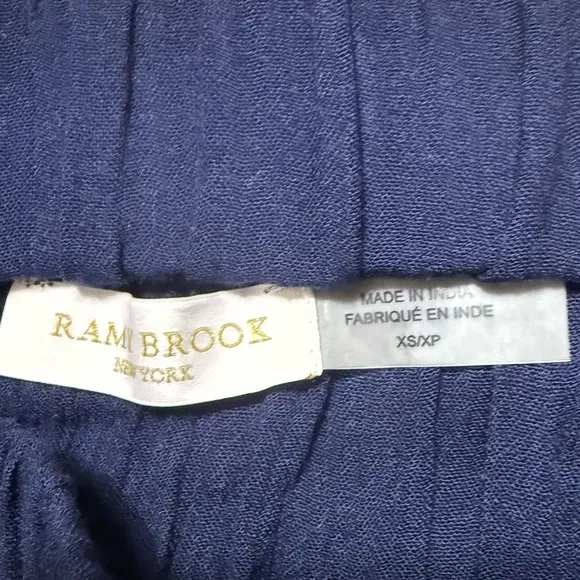 RAMI BROOK
NEW YORK
MADE IN INDIA
FABRIQUÉ EN INDE
XS/XP